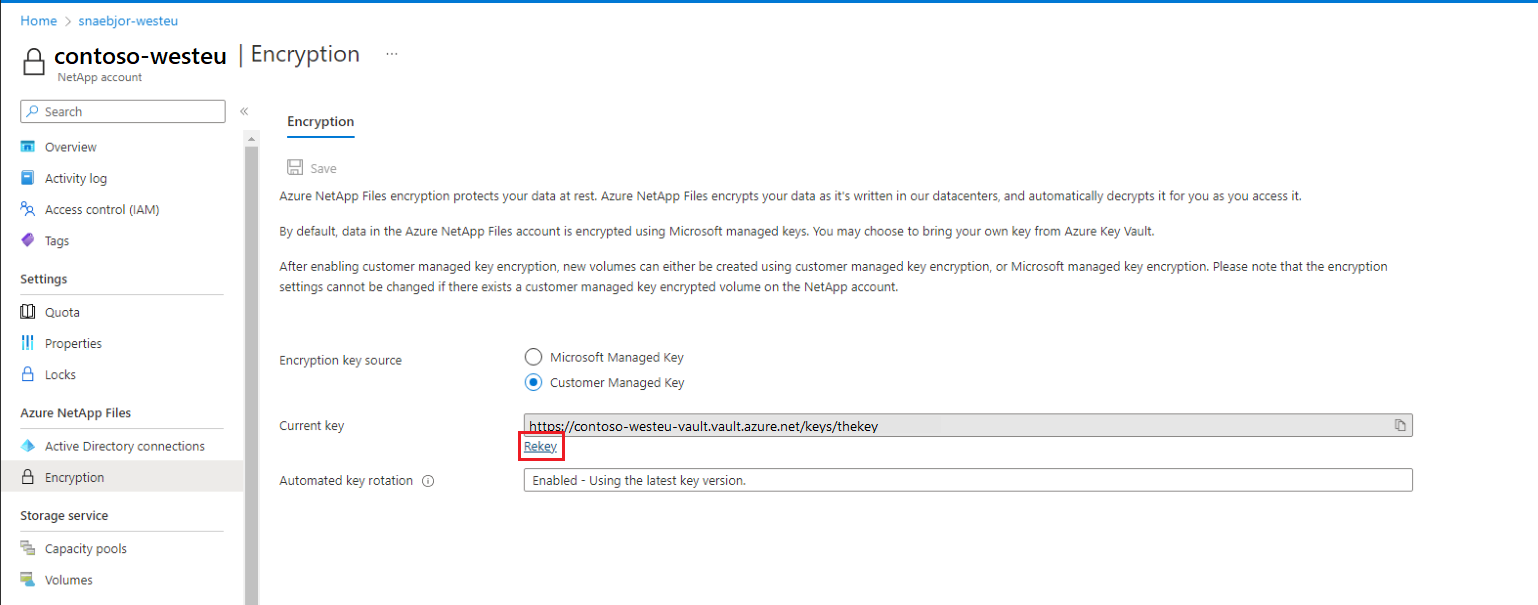 Home > snaebjor-westeu
contoso-westeu | Encryption ...
NetApp account
Search «
Overview
Activity log
Access control (IAM)
Tags
Settings
Quota
Properties
Locks
Azure NetApp Files
Active Directory connections
Encryption
Storage service
Capacity pools
Volumes
Encryption
Save
Azure NetApp Files encryption protects your data at rest. Azure NetApp Files encrypts your data as it's written in our datacenters, and automatically decrypts it for you as you access it.
By default, data in the Azure NetApp Files account is encrypted using Microsoft managed keys. You may choose to bring your own key from Azure Key Vault.
After enabling customer managed key encryption, new volumes can either be created using customer managed key encryption, or Microsoft managed key encryption. Please note that the encryption
settings cannot be changed if there exists a customer managed key encrypted volume on the NetApp account.
Encryption key source
Microsoft Managed Key
Customer Managed Key
Current key
https://contoso-westeu-vault.vault.azure.net/keys/thekey
Rekey
Automated key rotation
Enabled - Using the latest key version.